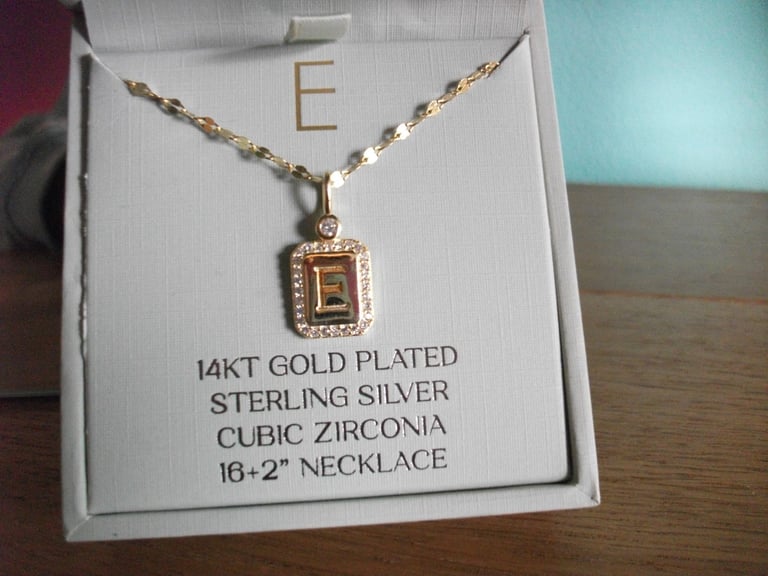 E
E
14KT GOLD PLATED
STERLING SILVER
CUBIC ZIRCONIA
16+2” NECKLACE